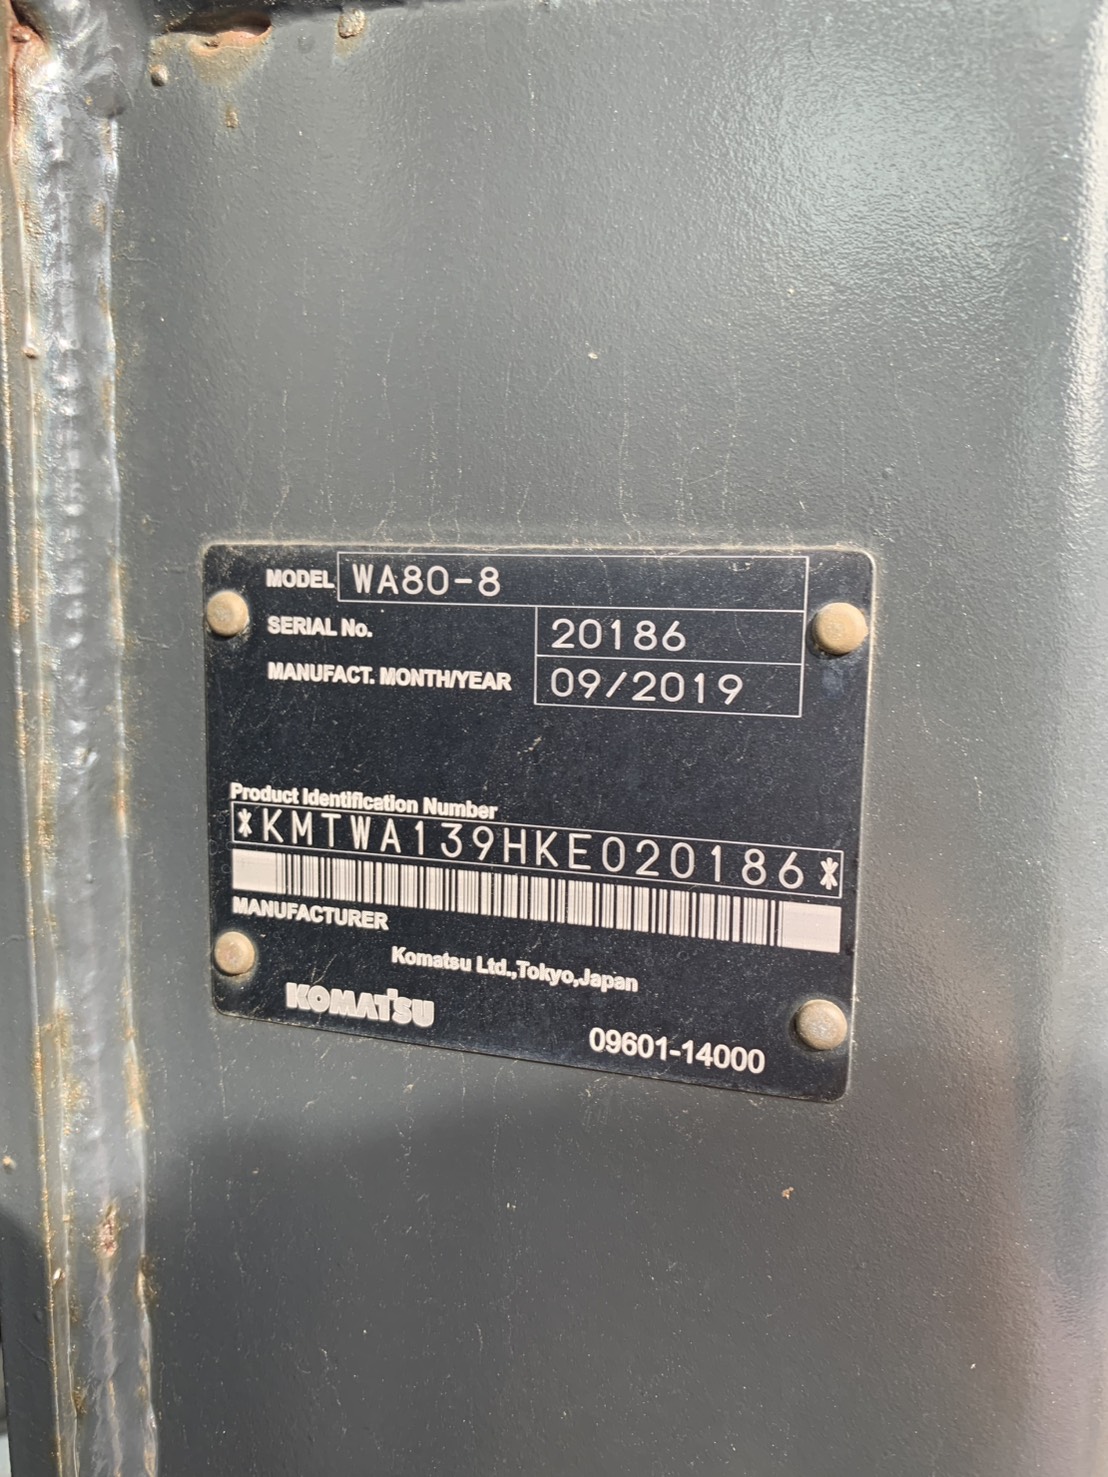 MODEL WA80-8
SERIAL No. 20186
MANUFACT. MONTH/YEAR 09/2019
Product Identification Number
*KMTWA139HKE020186*
MANUFACTURER
Komatsu Ltd.,Tokyo,Japan
KOMATSU
09601-14000